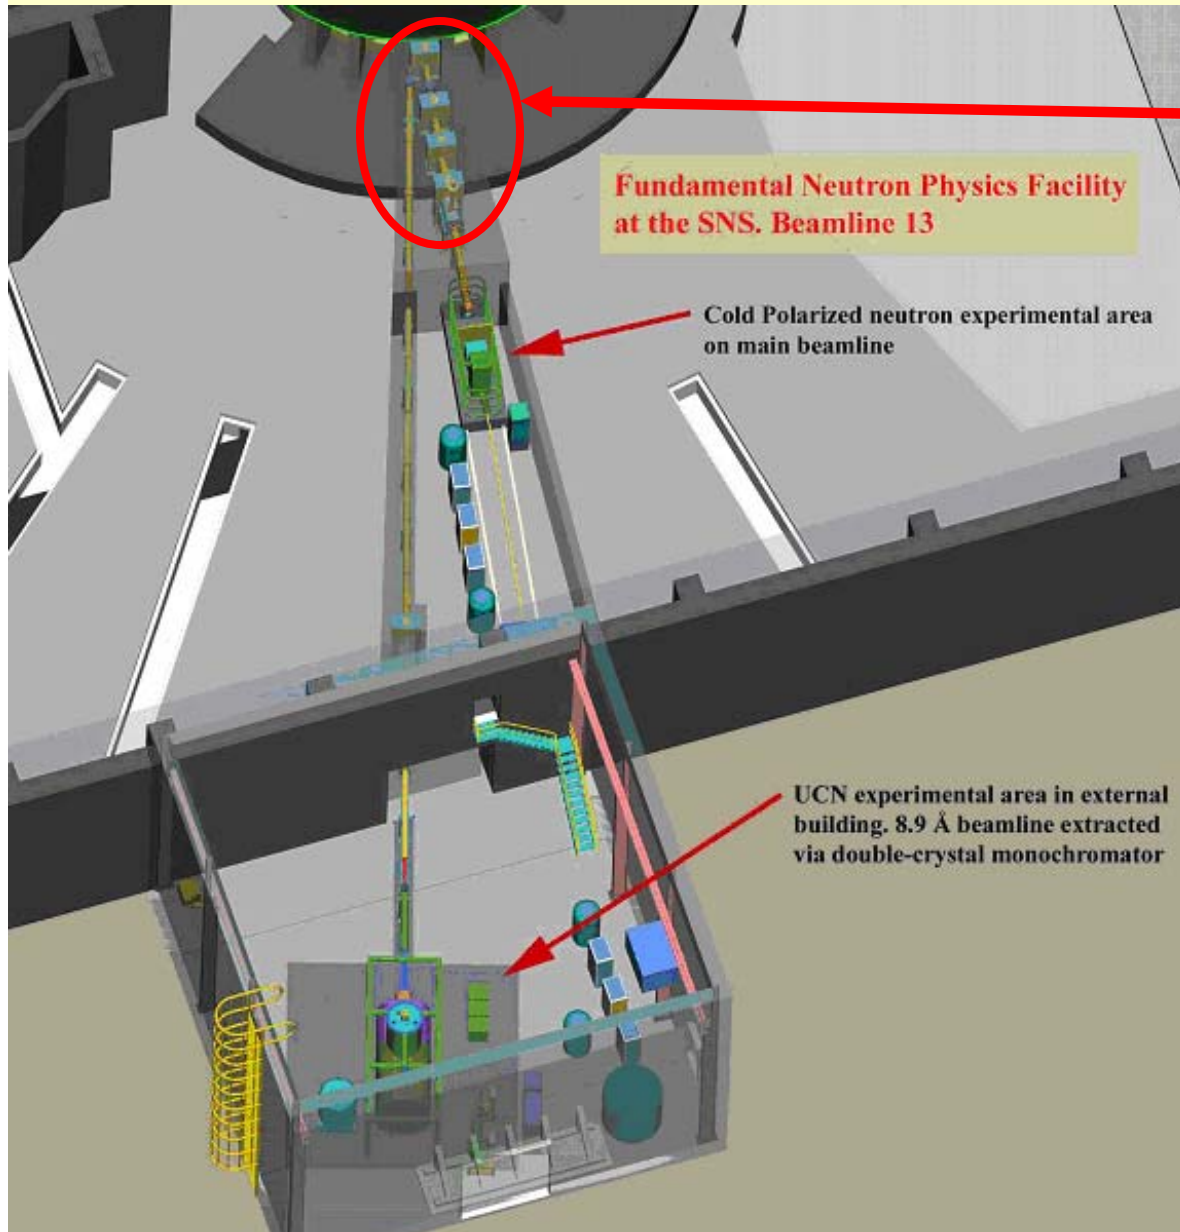 Fundamental Neutron Physics Facility
at the SNS. Beamline 13
Cold Polarized neutron experimental area
on main beamline
UCN experimental area in external
building. 8.9 Å beamline extracted
via double-crystal monochromator